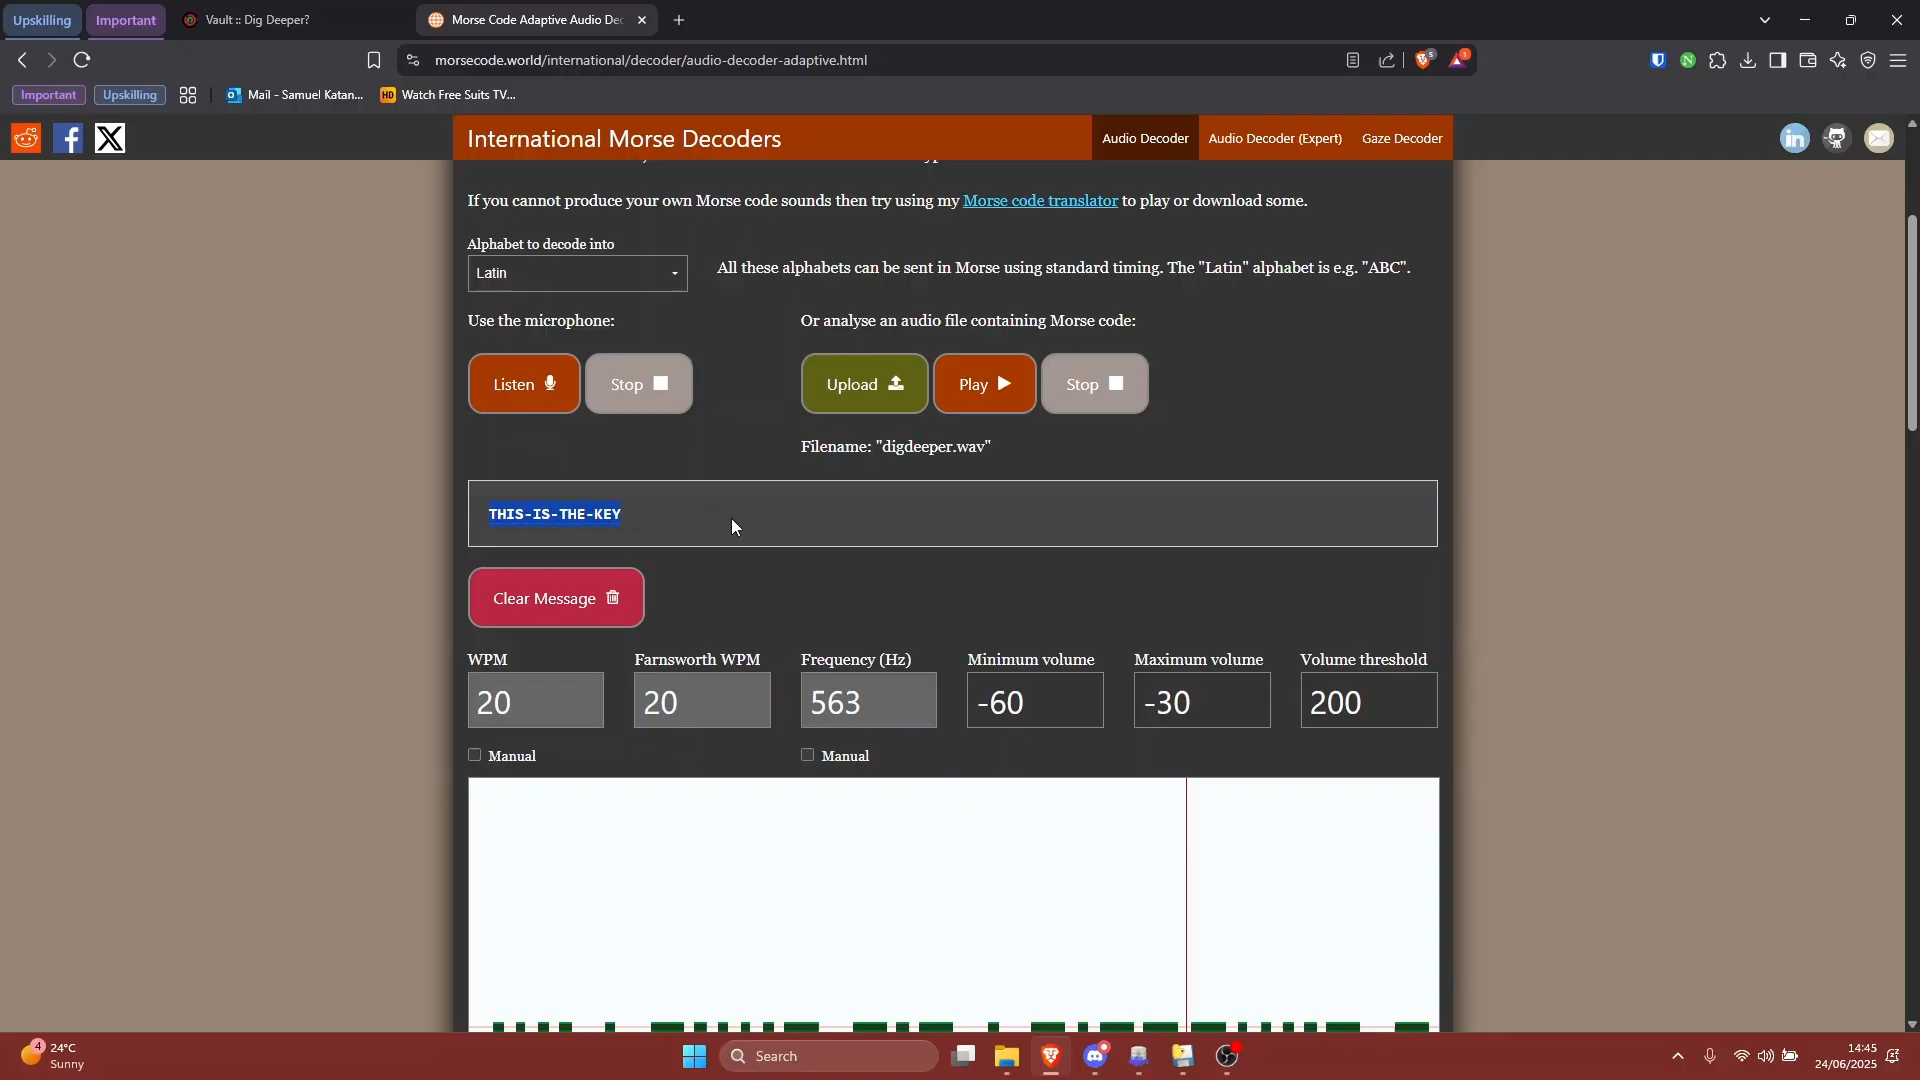 Upskilling
Important
Vault :: Dig Deeper?
Morse Code Adaptive Audio Dec
morsecode.world/international/decoder/audio-decoder-adaptive.html
5
1
Important
Upskilling
Mail - Samuel Katan...
HD
Watch Free Suits TV...
International Morse Decoders
Audio Decoder
Audio Decoder (Expert)
Gaze Decoder
If you cannot produce your own Morse code sounds then try using my Morse code translator to play or download some.
Alphabet to decode into
Latin
All these alphabets can be sent in Morse using standard timing. The "Latin" alphabet is e.g. "ABC".
Use the microphone:
Or analyse an audio file containing Morse code:
Listen
Stop
Upload
Play
Stop
Filename: "digdeeper.wav"
THIS-IS-THE-KEY
Clear Message
WPM
Farnsworth WPM
Frequency (Hz)
Minimum volume
Maximum volume
Volume threshold
20
20
563
-60
-30
200
Manual
Manual
4
24°C
Sunny
Search
14:45
24/06/2025